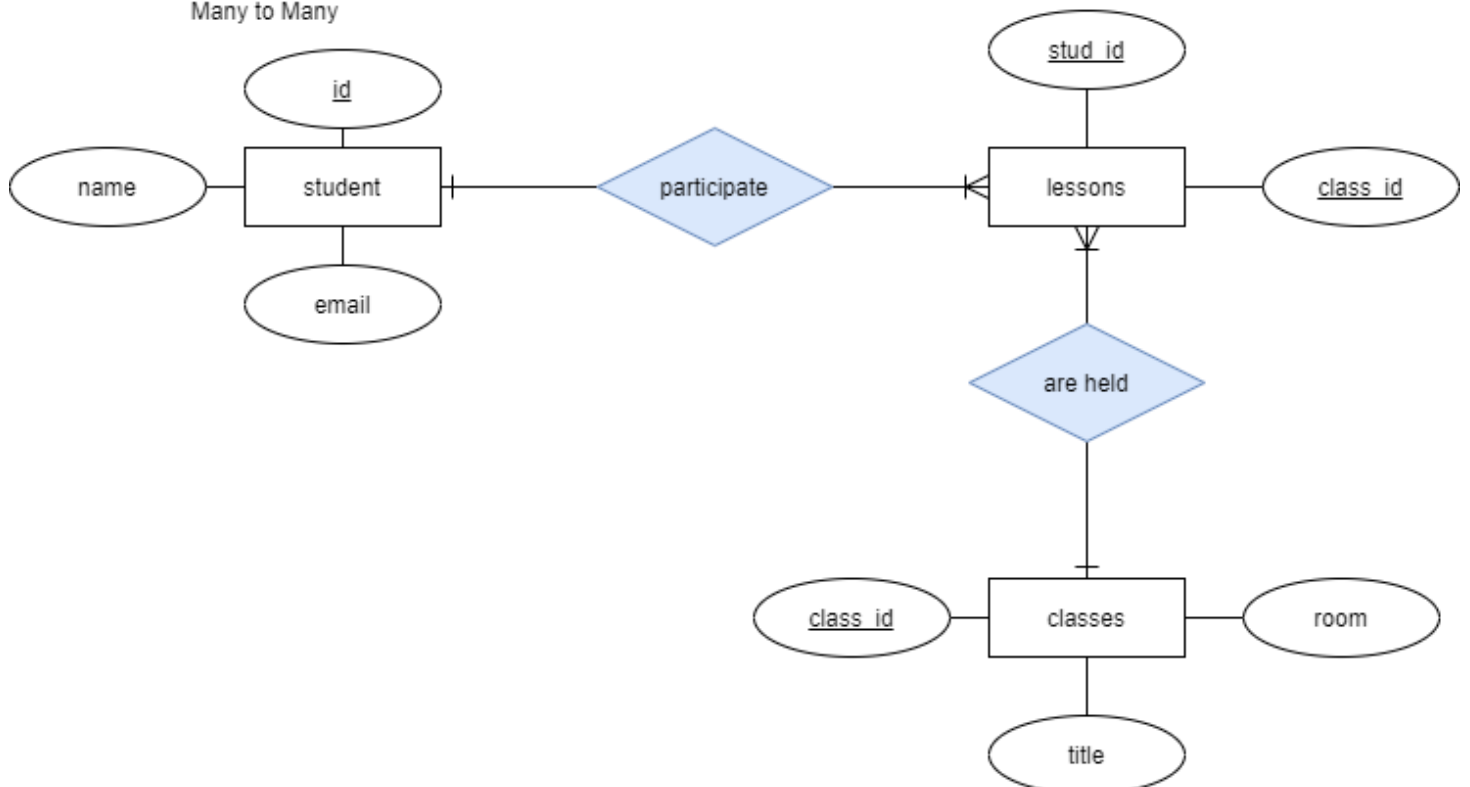 Many to Many
id
stud_id
name
student
participate
lessons
class_id
email
are held
class_id
classes
room
title